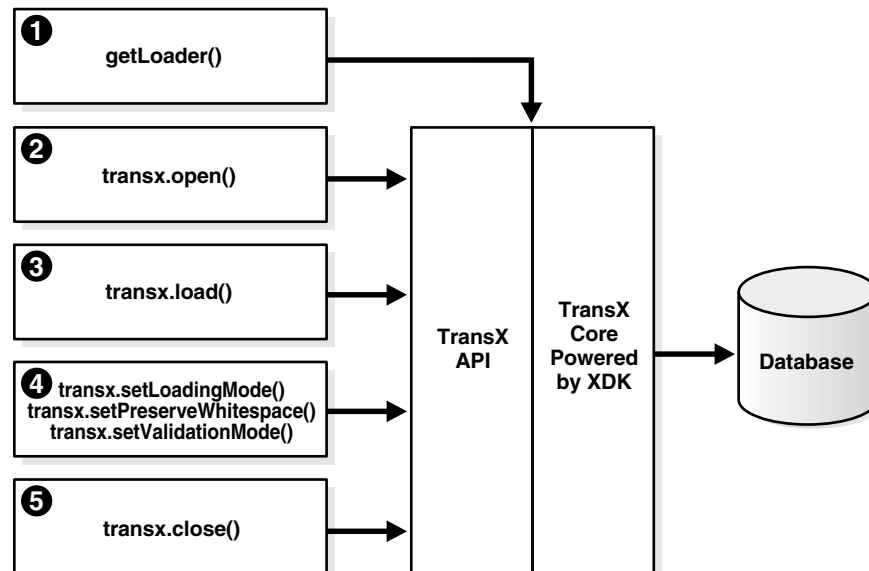 1
getLoader()
2
transx.open()
3
transx.load()
4
transx.setLoadingMode()
transx.setPreserveWhitespace()
transx.setValidationMode()
5
transx.close()
TransX
API
TransX
Core
Powered
by XDK
Database